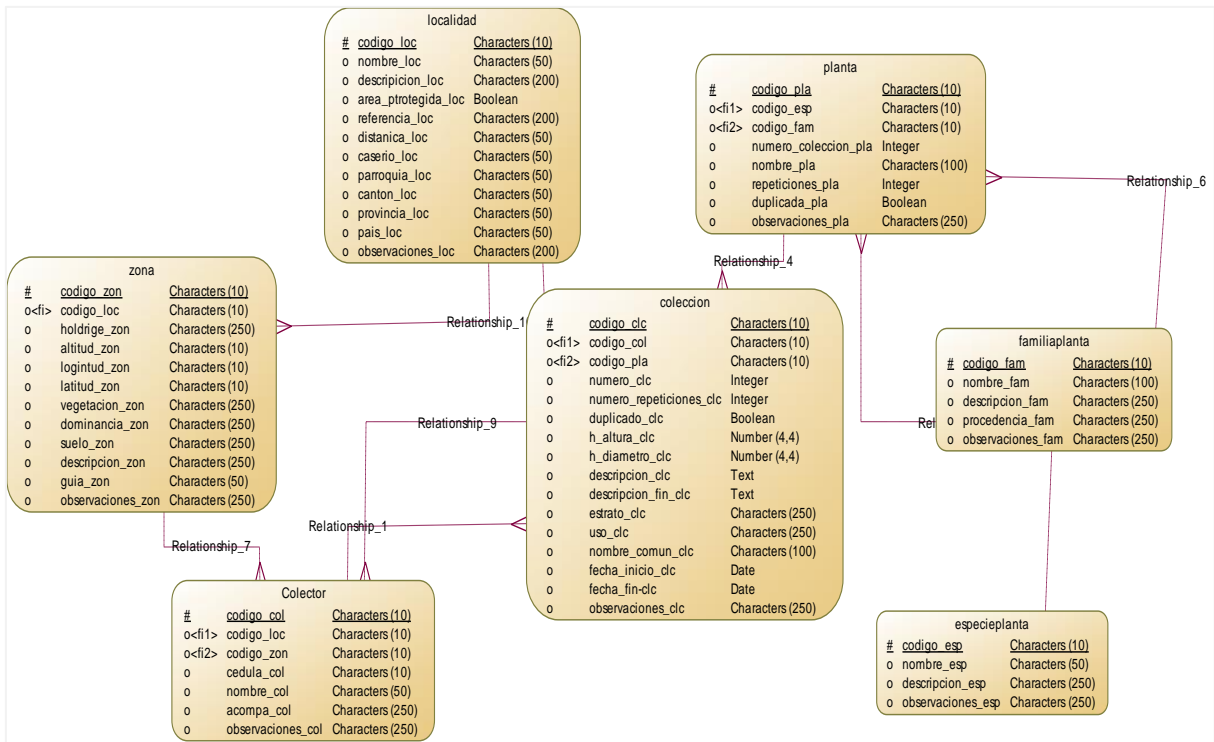 localidad
# codigo_loc Characters (10)
o nombre_loc Characters (50)
o descripicion_loc Characters (200)
o area_ptrotegida_loc Boolean
o referencia_loc Characters (200)
o distanica_loc Characters (50)
o caserio_loc Characters (50)
o parroquia_loc Characters (50)
o canton_loc Characters (50)
o provincia_loc Characters (50)
o pais_loc Characters (50)
o observaciones_loc Characters (200)
planta
# codigo_pla Characters (10)
o<fi1> codigo_esp Characters (10)
o<fi2> codigo_fam Characters (10)
o numero_coleccion_pla Integer
o nombre_pla Characters (100)
o repeticiones_pla Integer
o duplicada_pla Boolean
o observaciones_pla Characters (250)
Relationship_6
Relationship_4
zona
# codigo_zon Characters (10)
o<fi> codigo_loc Characters (10)
o holdrige_zon Characters (250)
o altitud_zon Characters (10)
o logintud_zon Characters (10)
o latitud_zon Characters (10)
o vegetacion_zon Characters (250)
o dominancia_zon Characters (250)
o suelo_zon Characters (250)
o descripcion_zon Characters (250)
o guia_zon Characters (50)
o observaciones_zon Characters (250)
Relationship_1
coleccion
# codigo_clc Characters (10)
o<fi1> codigo_col Characters (10)
o<fi2> codigo_pla Characters (10)
o numero_clc Integer
o numero_repeticiones_clc Integer
o duplicado_clc Boolean
o h_altura_clc Number (4,4)
o h_diametro_clc Number (4,4)
o descripcion_clc Text
o descripcion_fin_clc Text
o estrato_clc Characters (250)
o uso_clc Characters (250)
o nombre_comun_clc Characters (100)
o fecha_inicio_clc Date
o fecha_fin-clc Date
o observaciones_clc Characters (250)
familiaplanta
# codigo_fam Characters (10)
o nombre_fam Characters (100)
o descripcion_fam Characters (250)
o procedencia_fam Characters (250)
o observaciones_fam Characters (250)
Rel
Relationship_9
Relationship_1
Relationship_7
Colector
# codigo_col Characters (10)
o<fi1> codigo_loc Characters (10)
o<fi2> codigo_zon Characters (10)
o cedula_col Characters (10)
o nombre_col Characters (50)
o acompa_col Characters (250)
o observaciones_col Characters (250)
especieplanta
# codigo_esp Characters (10)
o nombre_esp Characters (50)
o descripcion_esp Characters (250)
o observaciones_esp Characters (250)